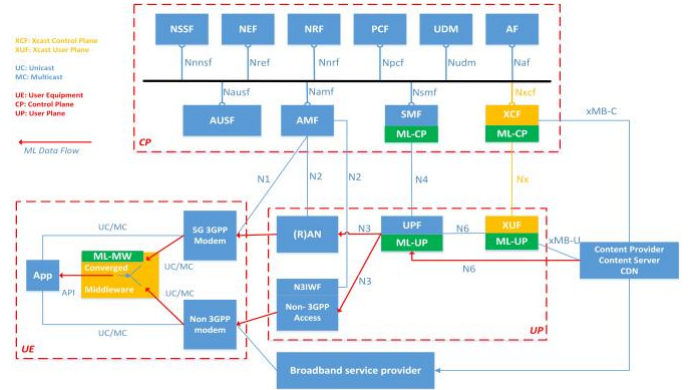 XCF: Xcast Control Plane
XUF: Xcast User Plane
UC: Unicast
MC: Multicast
UE: User Equipment
CP: Control Plane
UP: User Plane
ML Data Flow
NSSF
NEF
NRF
PCF
UDM
AF
Nnnsf
Nref
Nnrf
Npcf
Nudm
Naf
Nausf
Namf
Nsmf
Nxcf
AUSF
AMF
SMF
ML-CP
XCF
ML-CP
xMB-C
CP
N1
N2
N2
N4
Nx
UC/MC
5G 3GPP
Modem
(R)AN
N3
UPF
ML-UP
N6
XUF
ML-UP
xMB-U
Content Provider
Content Server
CDN
ML-MW
App
Converged
Middleware
UC/MC
API
UC/MC
N3
N6
N3IWF
Non- 3GPP
Access
Non 3GPP
modem
UC/MC
UE
UP
Broadband service provider